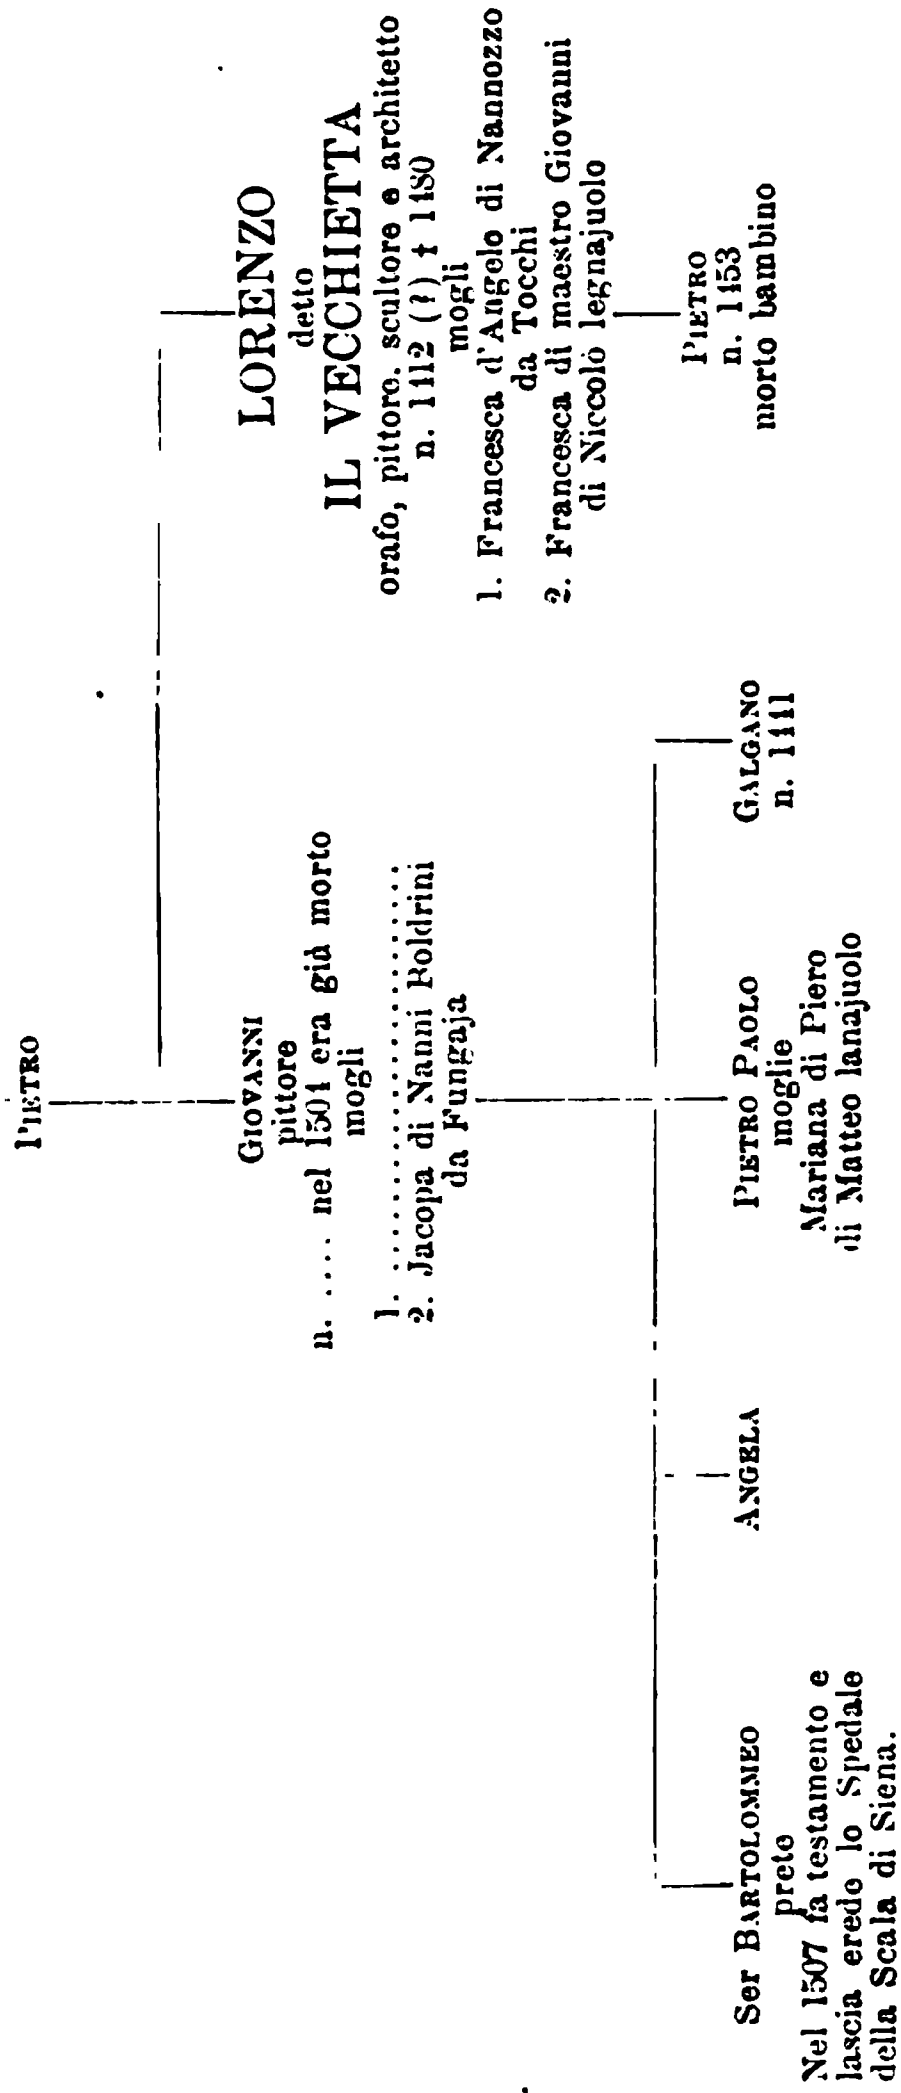 PIETRO
GIOVANNI
pittore
n. .... nel 1501 era già morto
mogli
1. ........................
2. Jacopa di Nanni Boldrini
da Fungaja
LORENZO
detto
IL VECCHIETTA
orafo, pittore, scultore e architetto
n. 1412 (?) † 1480
mogli
1. Francesca d'Angelo di Nannozzo
da Tocchi
2. Francesca di maestro Giovanni
di Niccolò legnajuolo
Ser BARTOLOMMEO
prete
Nel 1507 fa testamento e
lascia erede lo Spedale
della Scala di Siena.
ANGELA
PIETRO PAOLO
moglie
Mariana di Piero
di Matteo lanajuolo
GALGANO
n. 1441
PIETRO
n. 1453
morto bambino